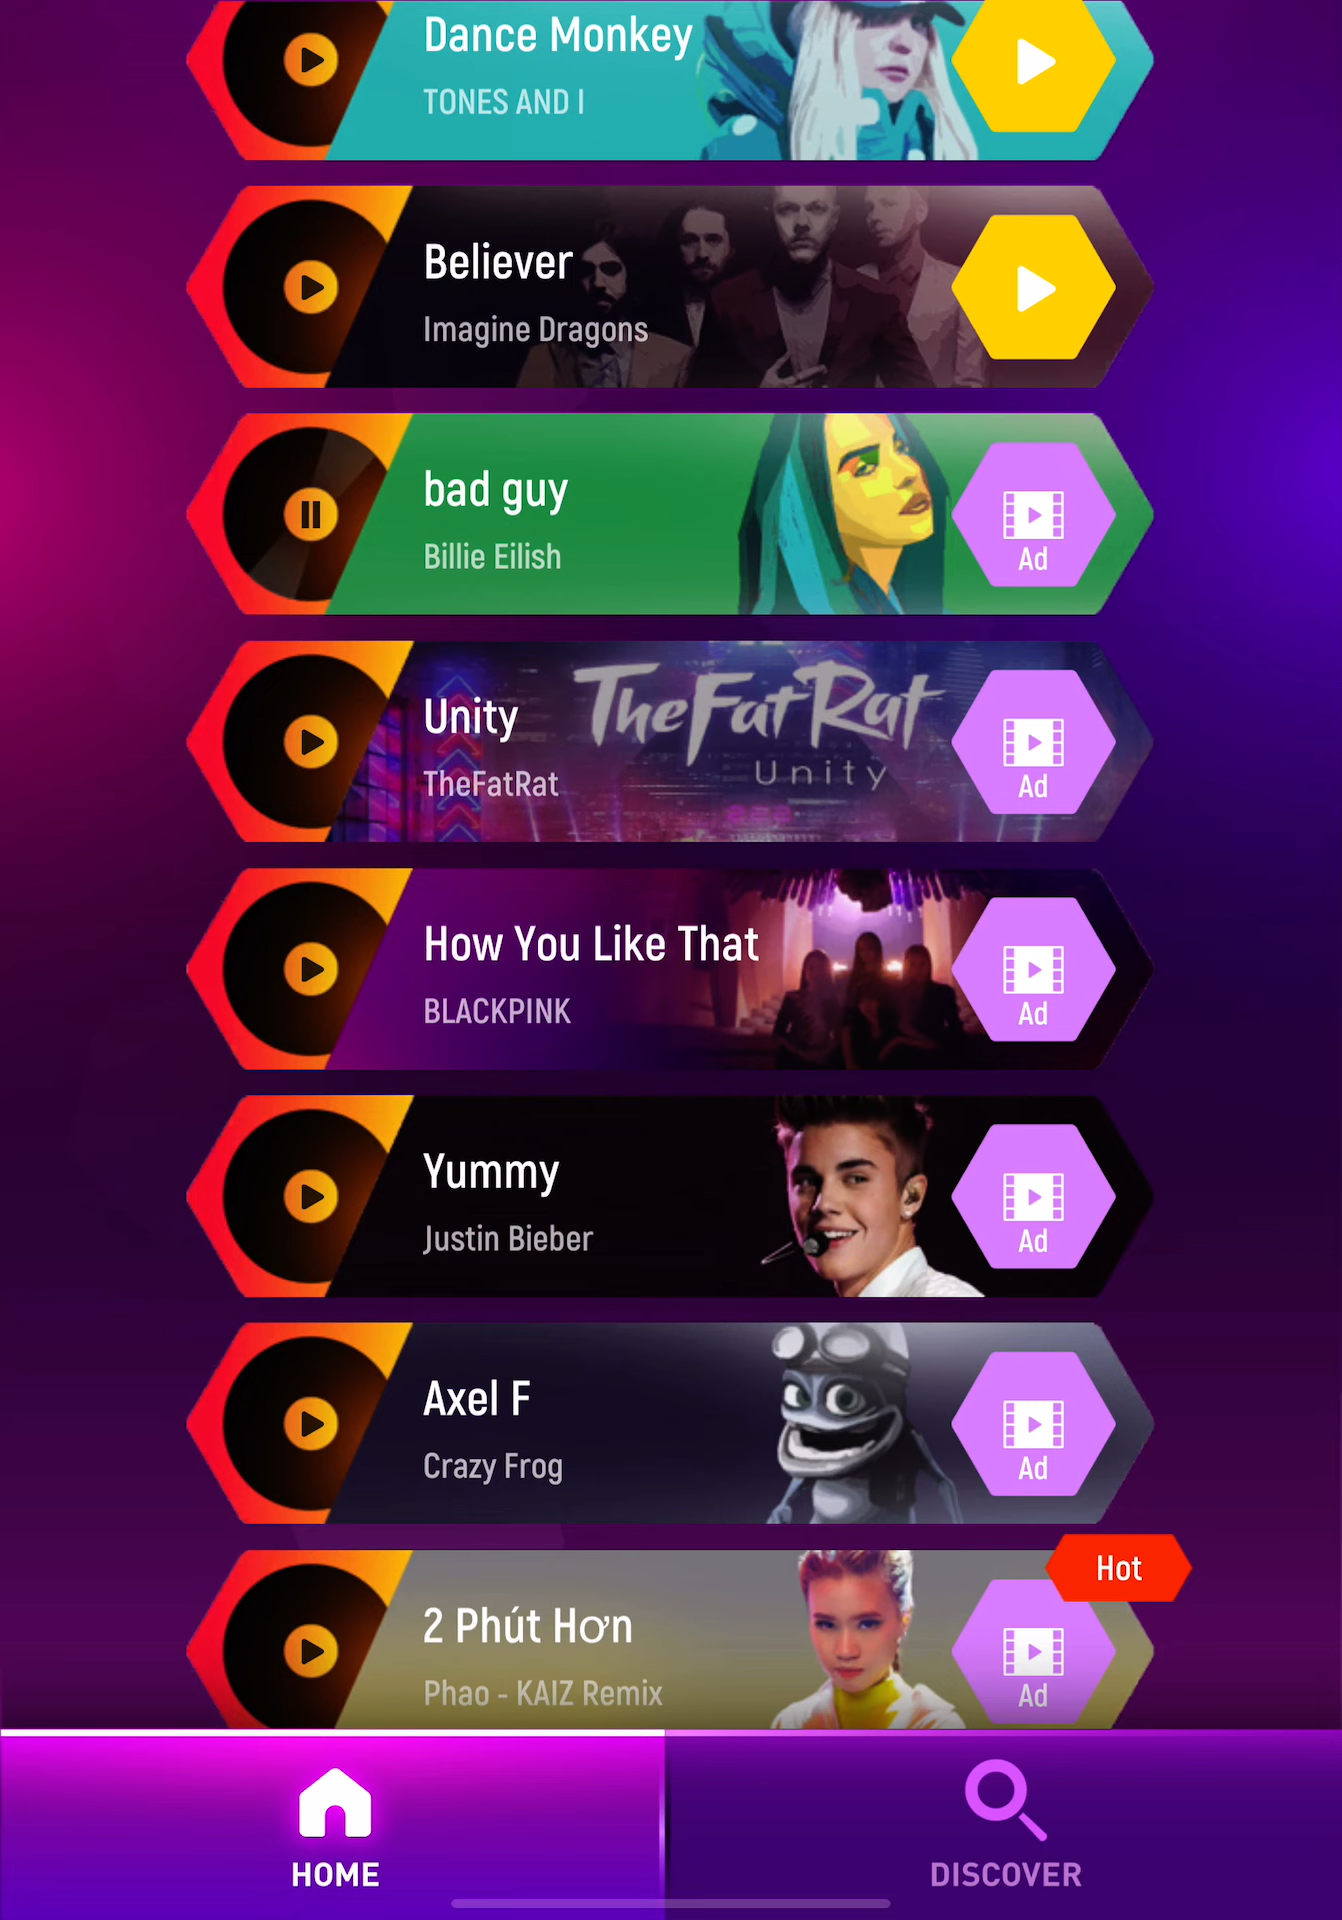 Dance Monkey
TONES AND I
Believer
Imagine Dragons
bad guy
Billie Eilish
Ad
Unity
TheFatRat
TheFatRat
Unity
Ad
How You Like That
BLACKPINK
Ad
Yummy
Justin Bieber
Ad
Axel F
Crazy Frog
Ad
Hot
2 Phút Hơn
Phao - KAIZ Remix
Ad
HOME
DISCOVER